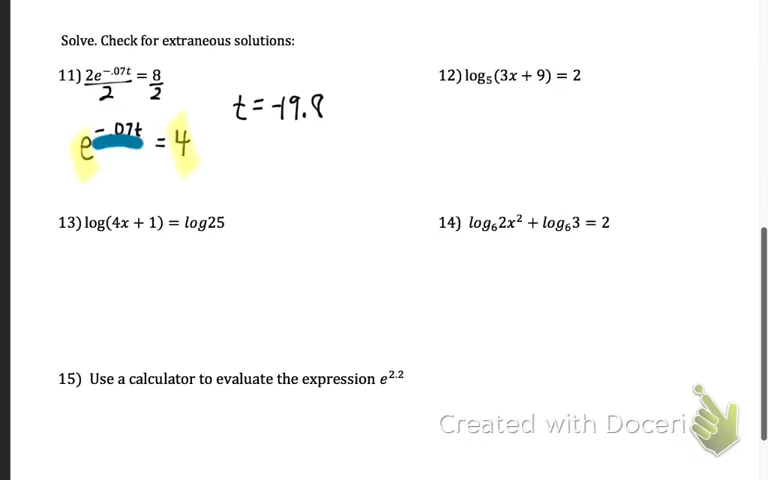 Solve. Check for extraneous solutions:
11) 2e^-.07t = 8
2 2
t = -19.8
e^-.07t = 4
12) log₅(3x + 9) = 2
13) log(4x + 1) = log25
14) log₆2x² + log₆3 = 2
15) Use a calculator to evaluate the expression e^2.2
Created with Doceri